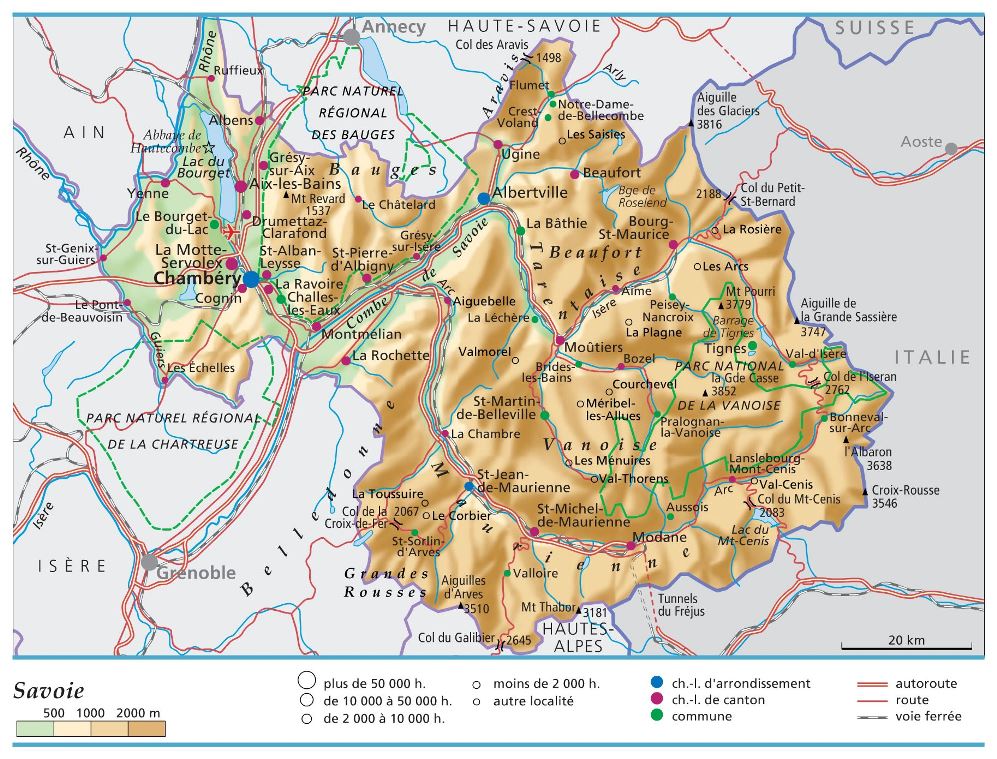 HAUTE-SAVOIE
SUISSE
Annecy
Col des Aravis
1498
Rhône
Ruffieux
Aravis
Arly
Flumet
PARC NATUREL
RÉGIONAL
DES BAUGES
Notre-Dame-
de-Bellecombe
Crest-
Voland
Les Saisies
Aiguille
des Glaciers
3816
Albens
AIN
Abbaye de
Hautecombe
Lac du
Bourget
Ugine
Aoste
Rhône
Grésy-
sur-Aix
Bauges
Beaufort
Aix-les-Bains
Mt Revard
1537
Yenne
Le Châtelard
Albertville
Bge de
Roselend
2188
Col du Petit-
St-Bernard
Le Bourget-
du-Lac
Drumettaz-
Clarafond
La Bâthie
Bourg-
St-Maurice
La Rosière
St-Genix-
sur-Guiers
La Motte-
Servolex
St-Alban-
Leysse
St-Pierre-
d'Albigny
Grésy-
sur-Isère
Beaufort
Chambéry
Les Arcs
Cognin
La Ravoire
Challes-
les-Eaux
Combe de Savoie
Tarentaise
Arc
Aime
Isère
Mt Pourri
3779
Le Pont-
de-Beauvoisin
Aiguebelle
Peisey-
Nancroix
Aiguille de
la Grande Sassière
3747
La Léchère
La Plagne
Barrage
de Tignes
Montmélian
Guiers
Isère
La Rochette
Valmorel
Moûtiers
Tignes
Val-d'Isère
ITALIE
Les Échelles
Brides-
les-Bains
Bozel
PARC NATIONAL
la Gde Casse
3852
DE LA VANOISE
Col de l'Iseran
2762
Courchevel
PARC NATUREL RÉGIONAL
DE LA CHARTREUSE
St-Martin-
de-Belleville
Méribel-
les-Allues
Pralognan-
la-Vanoise
Bonneval-
sur-Arc
La Chambre
Vanoise
l'Albaron
3638
Les Ménuires
Lanslebourg-
Mont-Cenis
Val-Thorens
Val-Cenis
Isère
Maurienne
St-Jean-
de-Maurienne
Arc
Col du Mt-Cenis
2083
Croix-Rousse
3546
La Toussuire
Col de la
Croix-de-Fer
2067
Le Corbier
St-Michel-
de-Maurienne
Aussois
Lac du
Mt-Cenis
St-Sorlin-
d'Arves
Modane
Belledonne
ISÈRE
Grenoble
Grandes
Rousses
Aiguilles
d'Arves
3510
Valloire
Mt Thabor
3181
Tunnels
du Fréjus
Col du Galibier
2645
HAUTES-
ALPES
20 km
Savoie
500 1000 2000 m
plus de 50 000 h.
de 10 000 à 50 000 h.
de 2 000 à 10 000 h.
moins de 2 000 h.
autre localité
ch.-l. d'arrondissement
ch.-l. de canton
commune
autoroute
route
voie ferrée